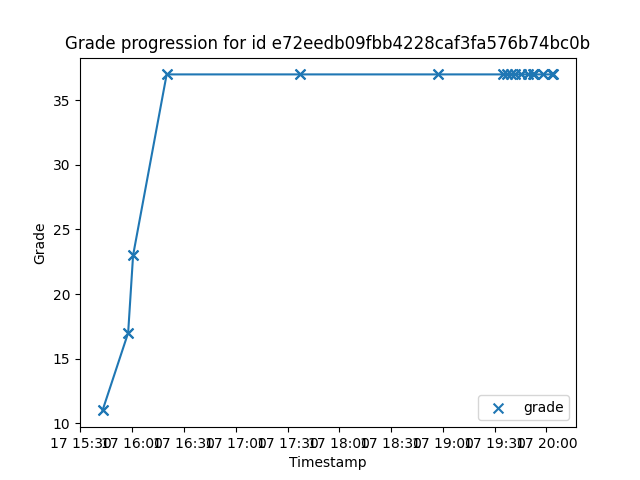 Grade progression for id e72eedb09fbb4228caf3fa576b74bc0b
35
30
25
20
15
10
Grade
17 15:30 17 16:00 17 16:30 17 17:00 17 17:30 17 18:00 17 18:30 17 19:00 17 19:30 17 20:00
Timestamp
grade